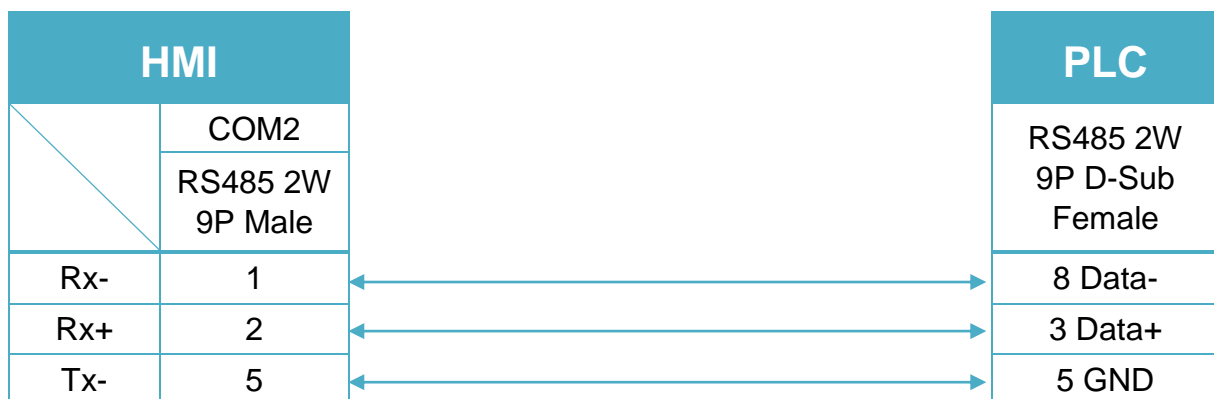 HMI
PLC
COM2
RS485 2W
9P Male
RS485 2W
9P D-Sub
Female
Rx- 1 8 Data-
Rx+ 2 3 Data+
Tx- 5 5 GND